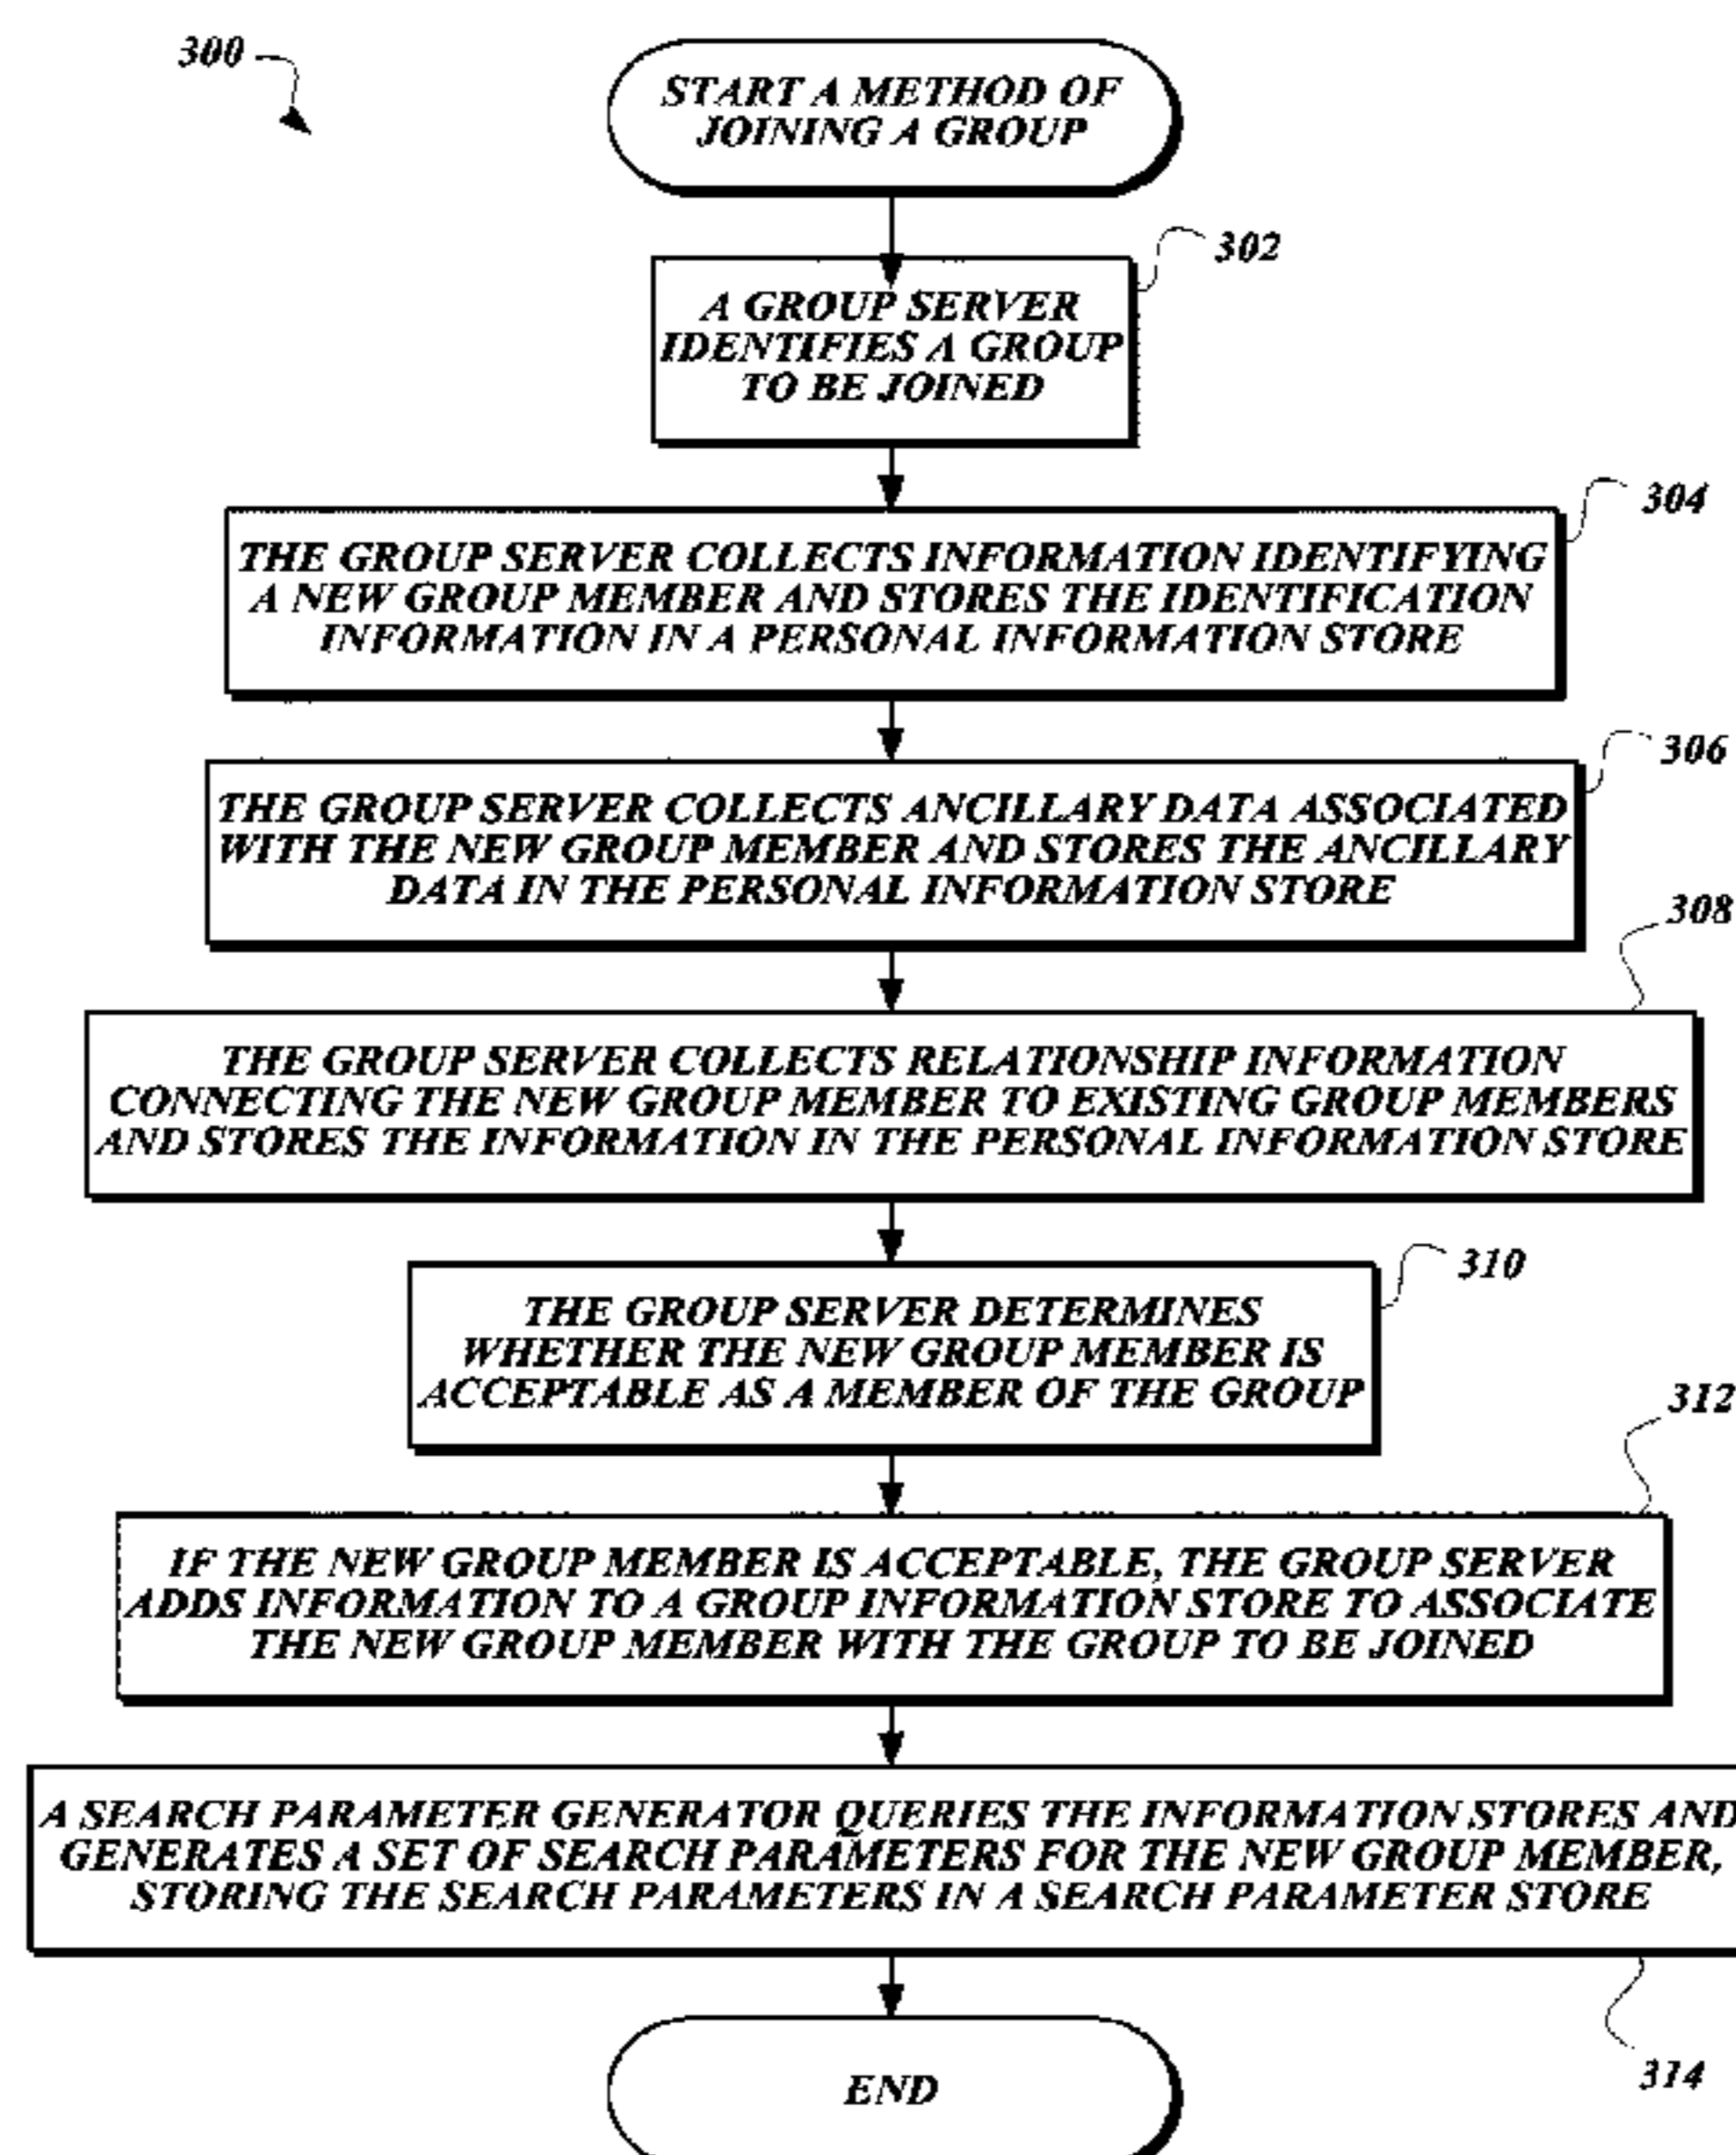 300
START A METHOD OF
JOINING A GROUP
302
A GROUP SERVER
IDENTIFIES A GROUP
TO BE JOINED
304
THE GROUP SERVER COLLECTS INFORMATION IDENTIFYING
A NEW GROUP MEMBER AND STORES THE IDENTIFICATION
INFORMATION IN A PERSONAL INFORMATION STORE
306
THE GROUP SERVER COLLECTS ANCILLARY DATA ASSOCIATED
WITH THE NEW GROUP MEMBER AND STORES THE ANCILLARY
DATA IN THE PERSONAL INFORMATION STORE
308
THE GROUP SERVER COLLECTS RELATIONSHIP INFORMATION
CONNECTING THE NEW GROUP MEMBER TO EXISTING GROUP MEMBERS
AND STORES THE INFORMATION IN THE PERSONAL INFORMATION STORE
310
THE GROUP SERVER DETERMINES
WHETHER THE NEW GROUP MEMBER IS
ACCEPTABLE AS A MEMBER OF THE GROUP
312
IF THE NEW GROUP MEMBER IS ACCEPTABLE, THE GROUP SERVER
ADDS INFORMATION TO A GROUP INFORMATION STORE TO ASSOCIATE
THE NEW GROUP MEMBER WITH THE GROUP TO BE JOINED
A SEARCH PARAMETER GENERATOR QUERIES THE INFORMATION STORES AND
GENERATES A SET OF SEARCH PARAMETERS FOR THE NEW GROUP MEMBER,
STORING THE SEARCH PARAMETERS IN A SEARCH PARAMETER STORE
314
END